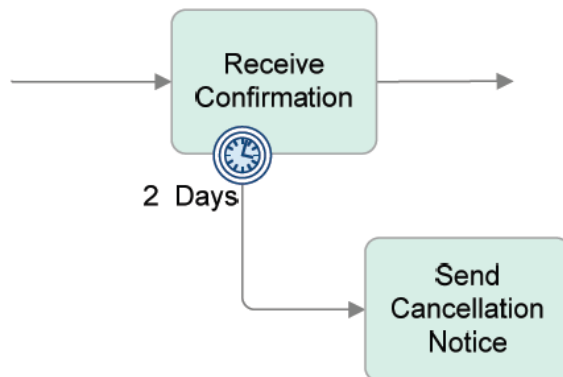 Receive
Confirmation
2 Days
Send
Cancellation
Notice